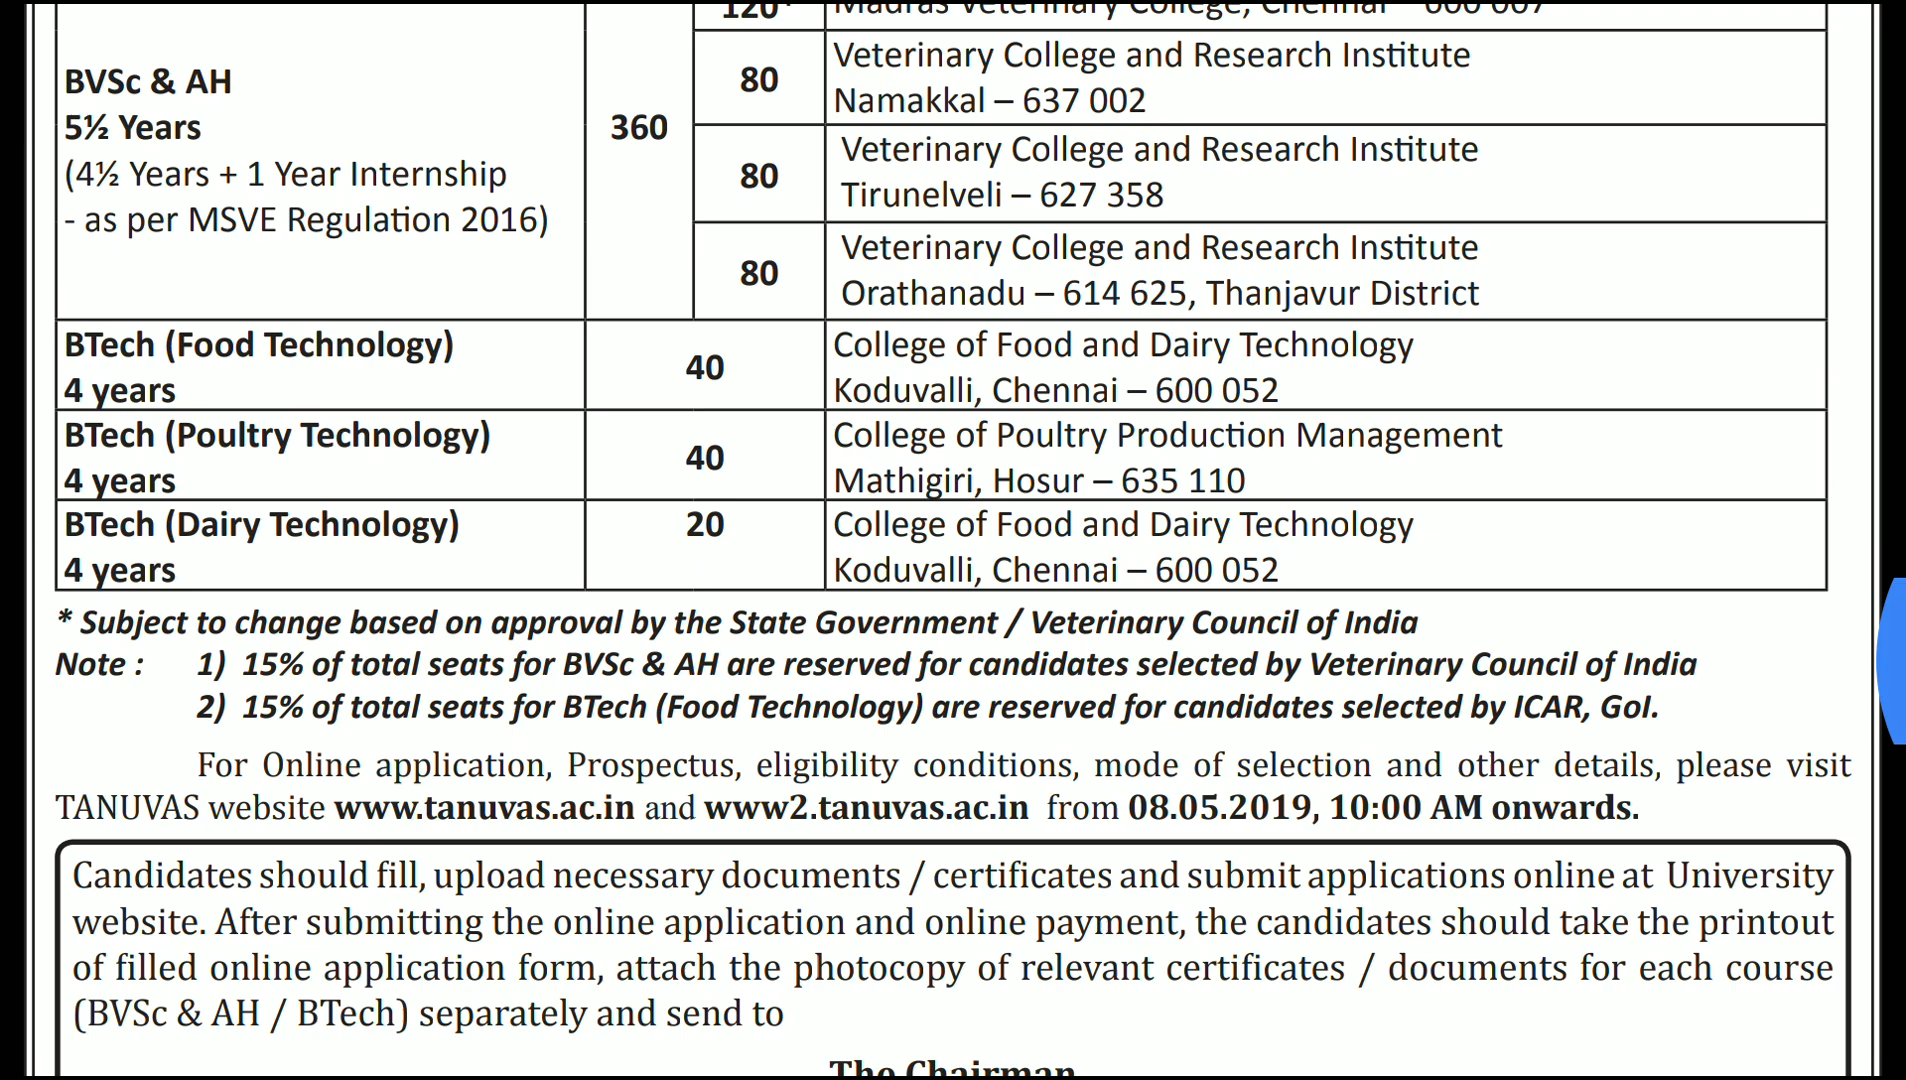 120* Madras Veterinary College, Chennai – 600 007
BVSc & AH
5½ Years
(4½ Years + 1 Year Internship
- as per MSVE Regulation 2016)
360
80
Veterinary College and Research Institute
Namakkal – 637 002
80
Veterinary College and Research Institute
Tirunelveli – 627 358
80
Veterinary College and Research Institute
Orathanadu – 614 625, Thanjavur District
BTech (Food Technology)
4 years
40
College of Food and Dairy Technology
Koduvalli, Chennai – 600 052
BTech (Poultry Technology)
4 years
40
College of Poultry Production Management
Mathigiri, Hosur – 635 110
BTech (Dairy Technology)
4 years
20
College of Food and Dairy Technology
Koduvalli, Chennai – 600 052
* Subject to change based on approval by the State Government / Veterinary Council of India
Note : 1) 15% of total seats for BVSc & AH are reserved for candidates selected by Veterinary Council of India
2) 15% of total seats for BTech (Food Technology) are reserved for candidates selected by ICAR, GoI.
For Online application, Prospectus, eligibility conditions, mode of selection and other details, please visit
TANUVAS website www.tanuvas.ac.in and www2.tanuvas.ac.in from 08.05.2019, 10:00 AM onwards.
Candidates should fill, upload necessary documents / certificates and submit applications online at University
website. After submitting the online application and online payment, the candidates should take the printout
of filled online application form, attach the photocopy of relevant certificates / documents for each course
(BVSc & AH / BTech) separately and send to
The Chairman